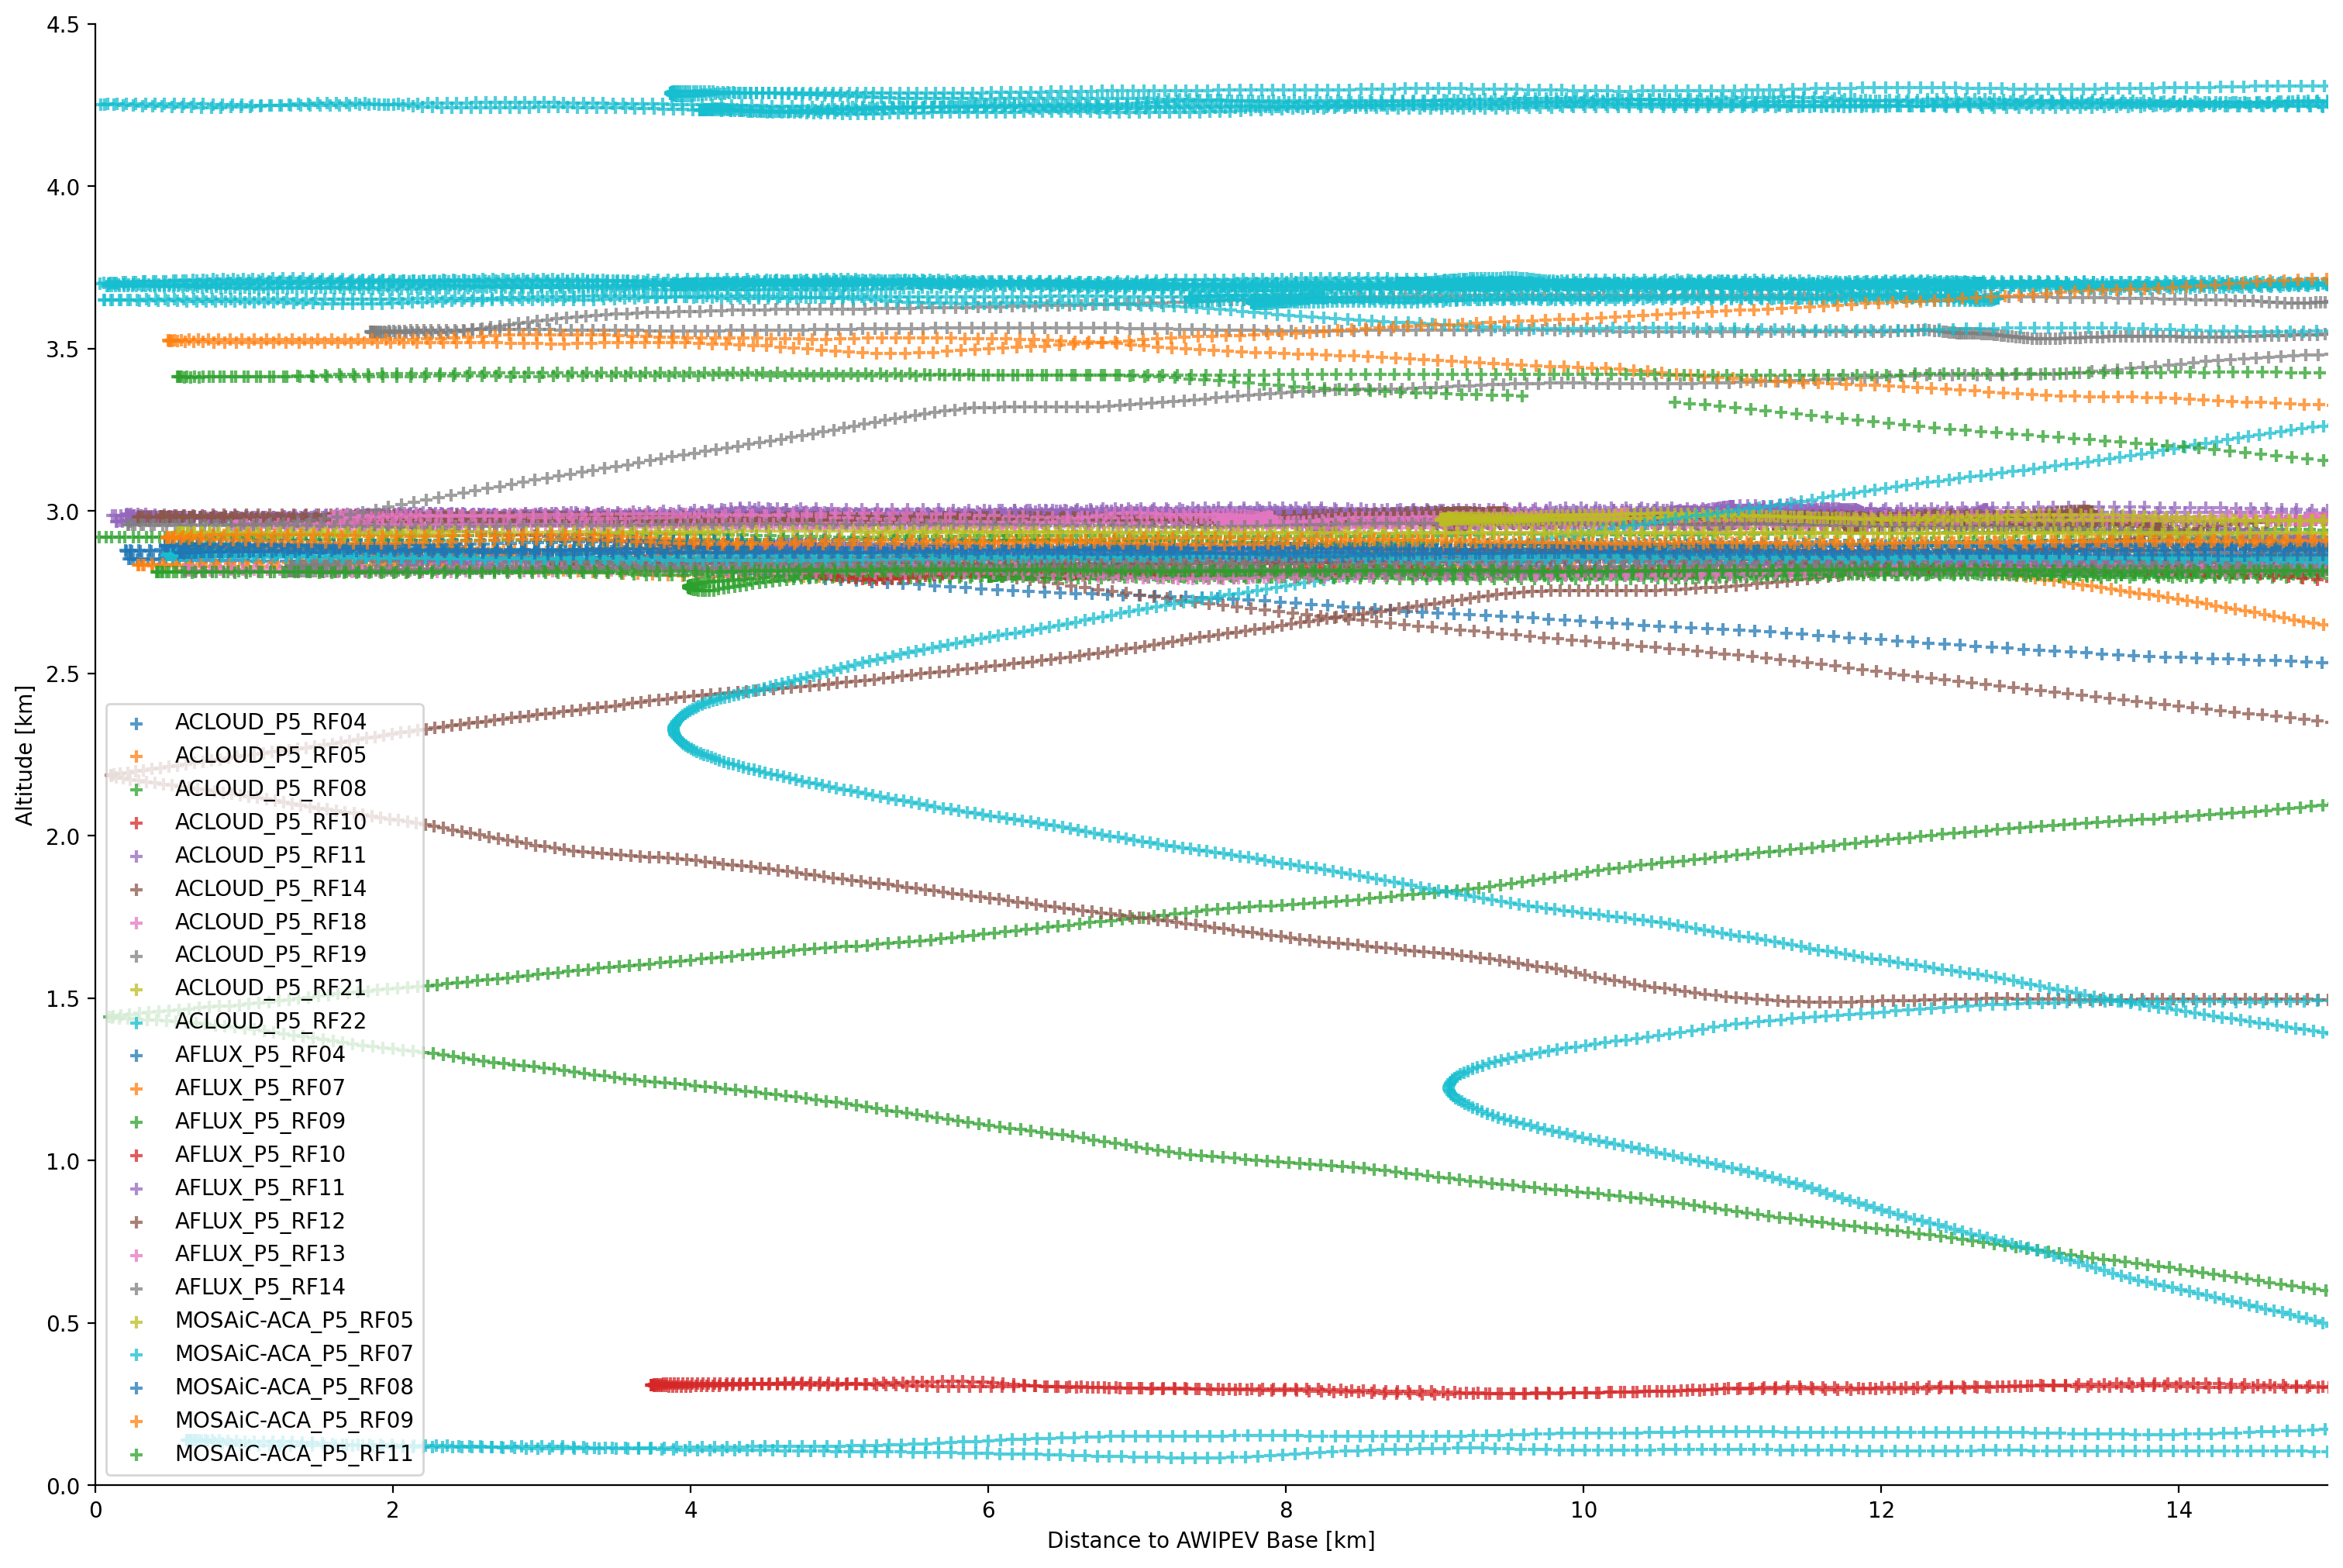 4.5
4.0
3.5
3.0
2.5
2.0
1.5
1.0
0.5
0.0
Altitude [km]
ACLOUD_P5_RF04
ACLOUD_P5_RF05
ACLOUD_P5_RF08
ACLOUD_P5_RF10
ACLOUD_P5_RF11
ACLOUD_P5_RF14
ACLOUD_P5_RF18
ACLOUD_P5_RF19
ACLOUD_P5_RF21
ACLOUD_P5_RF22
AFLUX_P5_RF04
AFLUX_P5_RF07
AFLUX_P5_RF09
AFLUX_P5_RF10
AFLUX_P5_RF11
AFLUX_P5_RF12
AFLUX_P5_RF13
AFLUX_P5_RF14
MOSAiC-ACA_P5_RF05
MOSAiC-ACA_P5_RF07
MOSAiC-ACA_P5_RF08
MOSAiC-ACA_P5_RF09
MOSAiC-ACA_P5_RF11
0 2 4 6 8 10 12 14
Distance to AWIPEV Base [km]